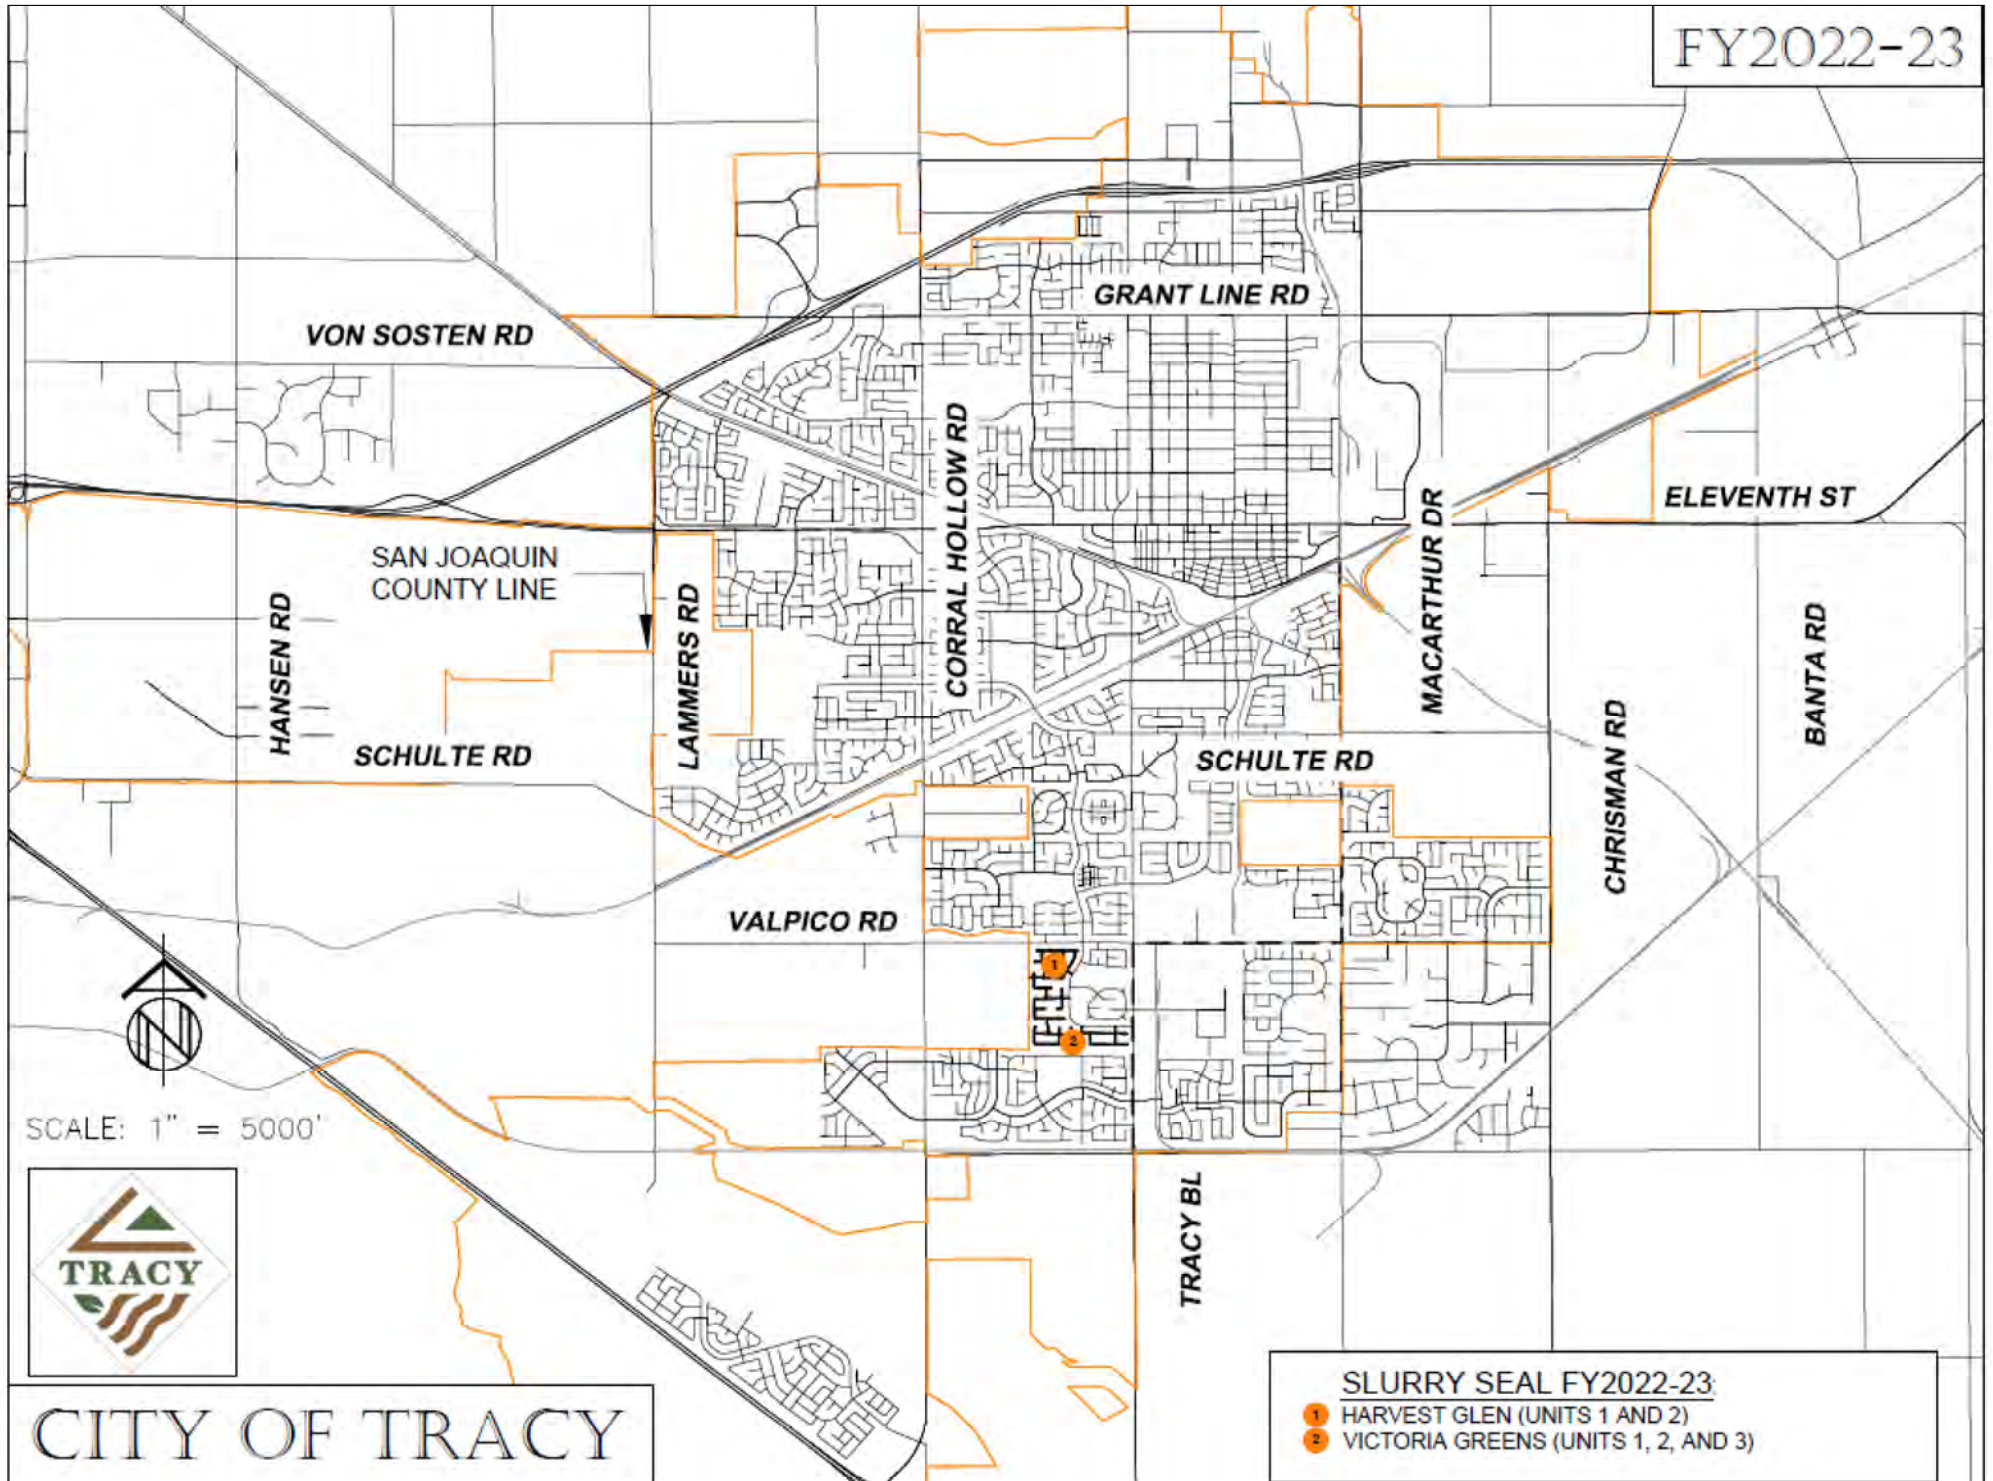 FY2022-23
GRANT LINE RD
VON SOSTEN RD
CORRAL HOLLOW RD
MACARTHUR DR
ELEVENTH ST
SAN JOAQUIN
COUNTY LINE
HANSEN RD
LAMMERS RD
BANTA RD
CHRISMAN RD
SCHULTE RD
SCHULTE RD
VALPICO RD
1
2
N
SCALE: 1" = 5000'
TRACY
TRACY BL
CITY OF TRACY
SLURRY SEAL FY2022-23:
1 HARVEST GLEN (UNITS 1 AND 2)
2 VICTORIA GREENS (UNITS 1, 2, AND 3)